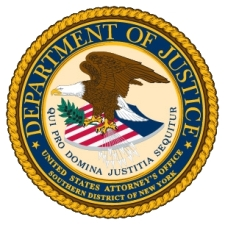 DEPARTMENT OF JUSTICE
QUI PRO DOMINA JUSTITIA SEQUITUR
UNITED STATES ATTORNEY'S OFFICE
SOUTHERN DISTRICT OF NEW YORK